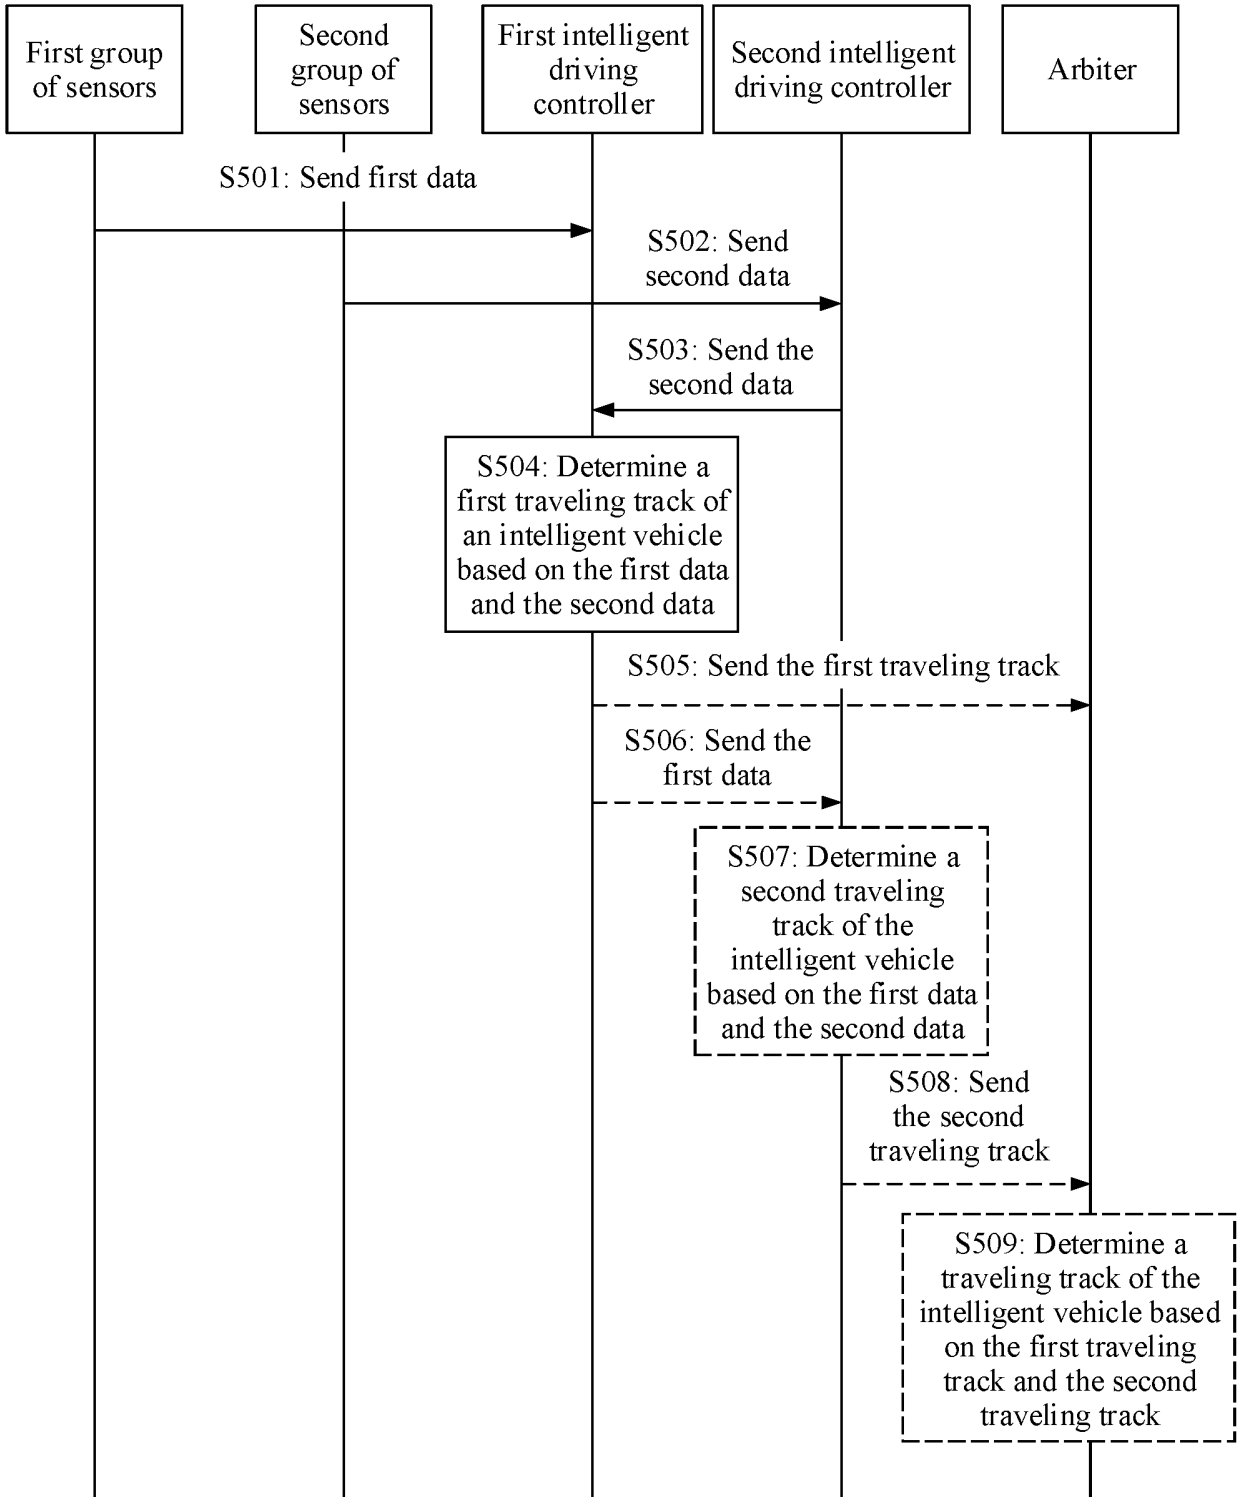 First group
of sensors
Second
group of
sensors
First intelligent
driving
controller
Second intelligent
driving controller
Arbiter
S501: Send first data
S502: Send
second data
S503: Send the
second data
S504: Determine a
first traveling track of
an intelligent vehicle
based on the first data
and the second data
S505: Send the first traveling track
S506: Send the
first data
S507: Determine a
second traveling
track of the
intelligent vehicle
based on the first data
and the second data
S508: Send
the second
traveling track
S509: Determine a
traveling track of the
intelligent vehicle based
on the first traveling
track and the second
traveling track